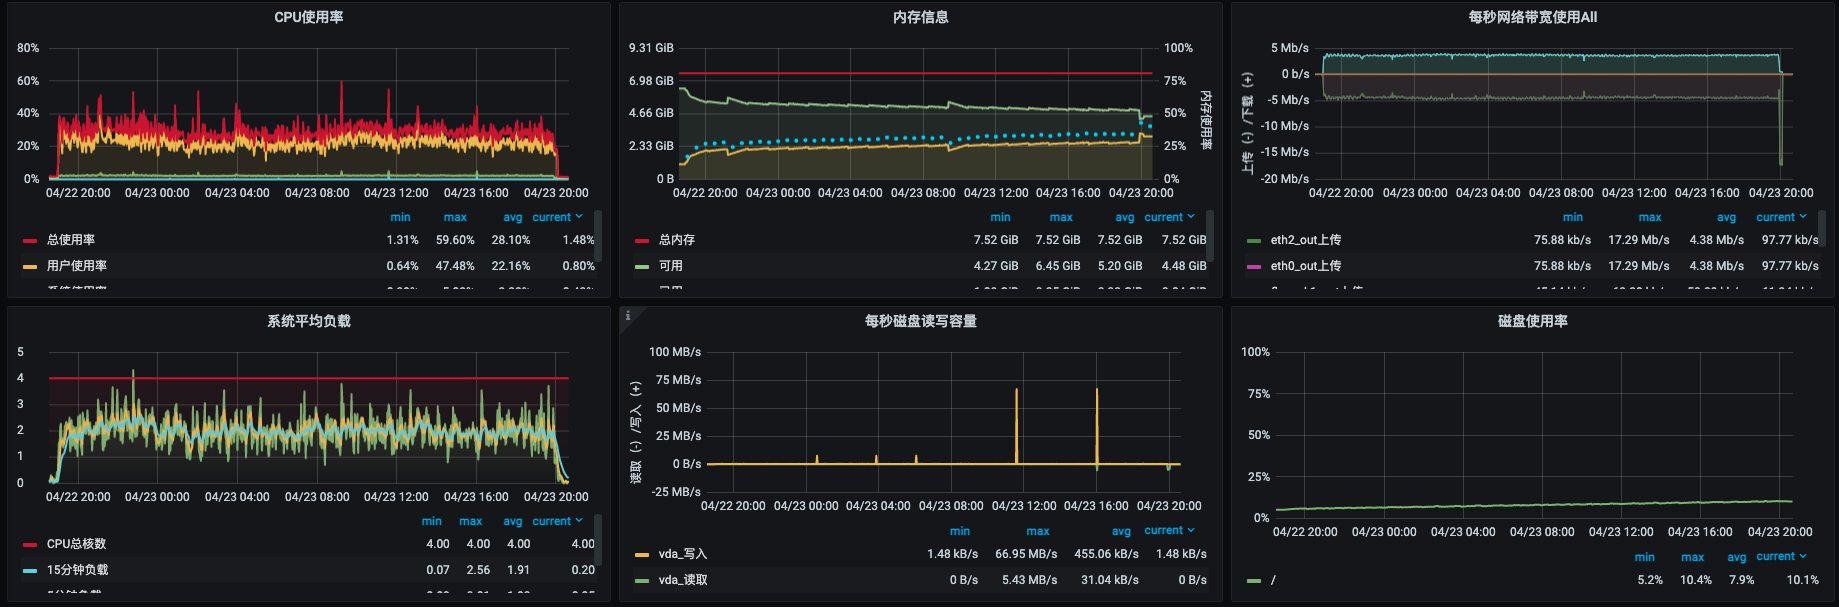 CPU使用率
80%
60%
40%
20%
0%
04/22 20:00 04/23 00:00 04/23 04:00 04/23 08:00 04/23 12:00 04/23 16:00 04/23 20:00
min max avg current
总使用率 1.31% 59.60% 28.10% 1.48%
用户使用率 0.64% 47.48% 22.16% 0.80%
内存信息
9.31 GiB 100%
6.98 GiB 75%
4.66 GiB 50%
2.33 GiB 25%
0 B 0%
内存使用率
04/22 20:00 04/23 00:00 04/23 04:00 04/23 08:00 04/23 12:00 04/23 16:00 04/23 20:00
min max avg current
总内存 7.52 GiB 7.52 GiB 7.52 GiB 7.52 GiB
可用 4.27 GiB 6.45 GiB 5.20 GiB 4.48 GiB
每秒网络带宽使用All
上传 (-) /下载 (+)
5 Mb/s
0 b/s
-5 Mb/s
-10 Mb/s
-15 Mb/s
-20 Mb/s
04/22 20:00 04/23 00:00 04/23 04:00 04/23 08:00 04/23 12:00 04/23 16:00 04/23 20:00
min max avg current
eth2_out上传 75.88 kb/s 17.29 Mb/s 4.38 Mb/s 97.77 kb/s
eth0_out上传 75.88 kb/s 17.29 Mb/s 4.38 Mb/s 97.77 kb/s
系统平均负载
5
4
3
2
1
0
04/22 20:00 04/23 00:00 04/23 04:00 04/23 08:00 04/23 12:00 04/23 16:00 04/23 20:00
min max avg current
CPU总核数 4.00 4.00 4.00 4.00
15分钟负载 0.07 2.56 1.91 0.20
i
每秒磁盘读写容量
读取 (-) /写入 (+)
100 MB/s
75 MB/s
50 MB/s
25 MB/s
0 B/s
-25 MB/s
04/22 20:00 04/23 00:00 04/23 04:00 04/23 08:00 04/23 12:00 04/23 16:00 04/23 20:00
min max avg current
vda_写入 1.48 kB/s 66.95 MB/s 455.06 kB/s 1.48 kB/s
vda_读取 0 B/s 5.43 MB/s 31.04 kB/s 0 B/s
磁盘使用率
100%
75%
50%
25%
0%
04/22 20:00 04/23 00:00 04/23 04:00 04/23 08:00 04/23 12:00 04/23 16:00 04/23 20:00
min max avg current
/ 5.2% 10.4% 7.9% 10.1%